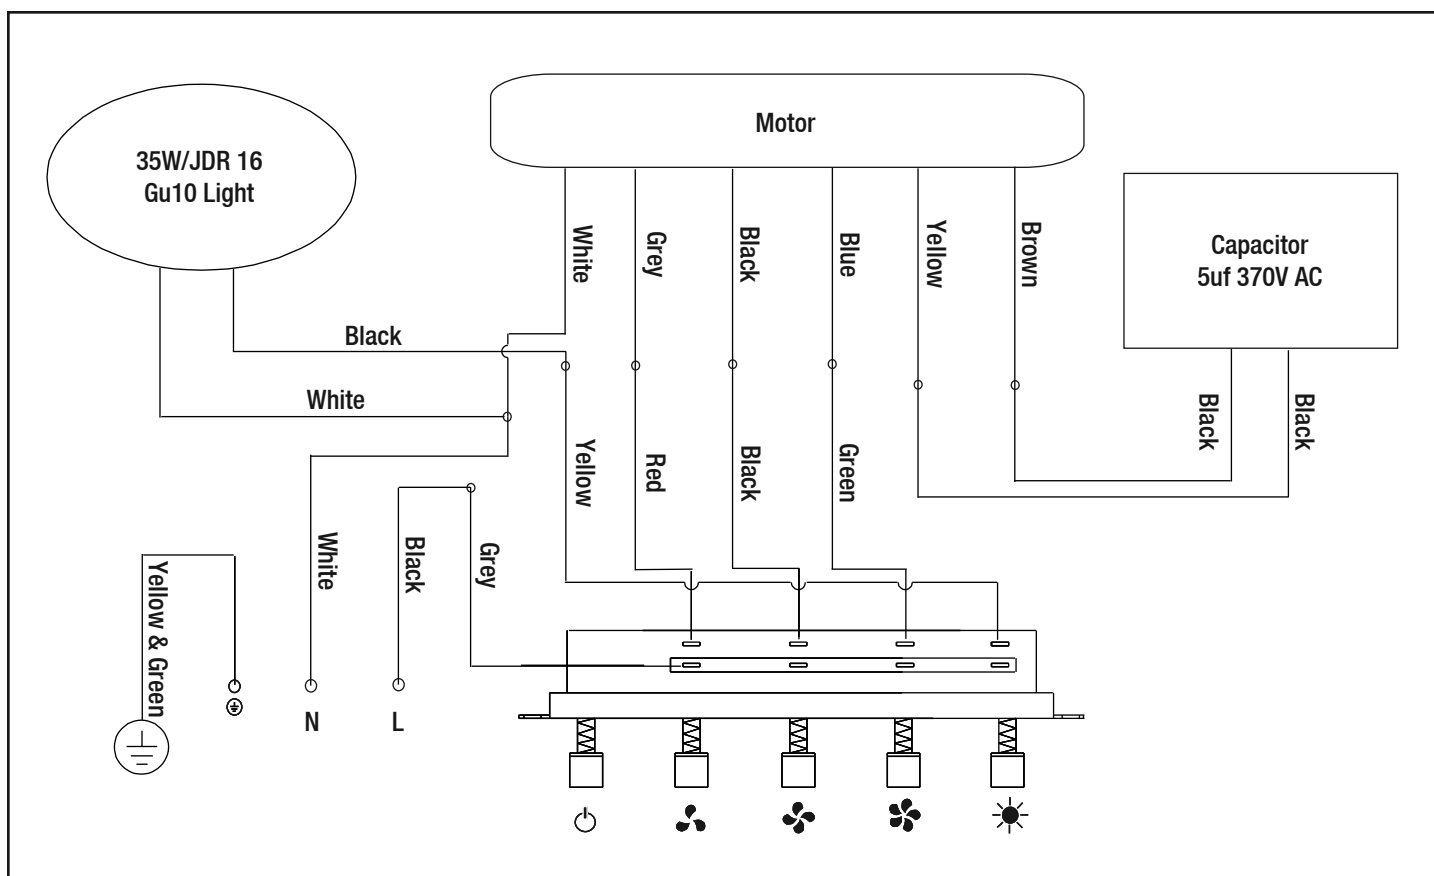 35W/JDR 16
Gu10 Light
Motor
Capacitor
5uf 370V AC
White
Grey
Black
Blue
Yellow
Brown
Black
White
Yellow
Red
Black
Green
Black
Black
White
Black
Grey
Yellow & Green
N
L